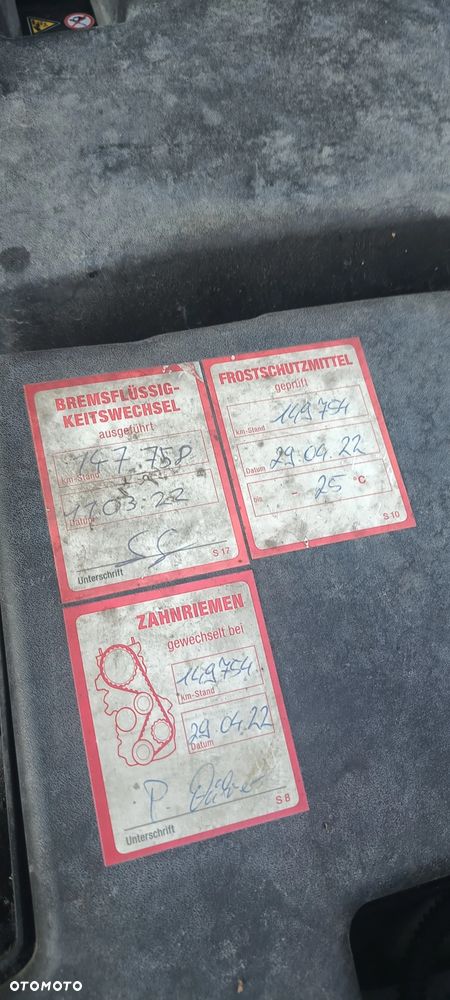 BREMSFLÜSSIG-
KEITSWECHSEL
ausgeführt
147.758
km-Stand
11.03.22
Datum
Unterschrift
S 17
FROSTSCHUTZMITTEL
geprüft
149754
km-Stand
29.04.22
Datum
bis - 25 °C
S 10
ZAHNRIEMEN
gewechselt bei
149754
km-Stand
29.04.22
Datum
P.
Unterschrift
S 8
OTOMOTO